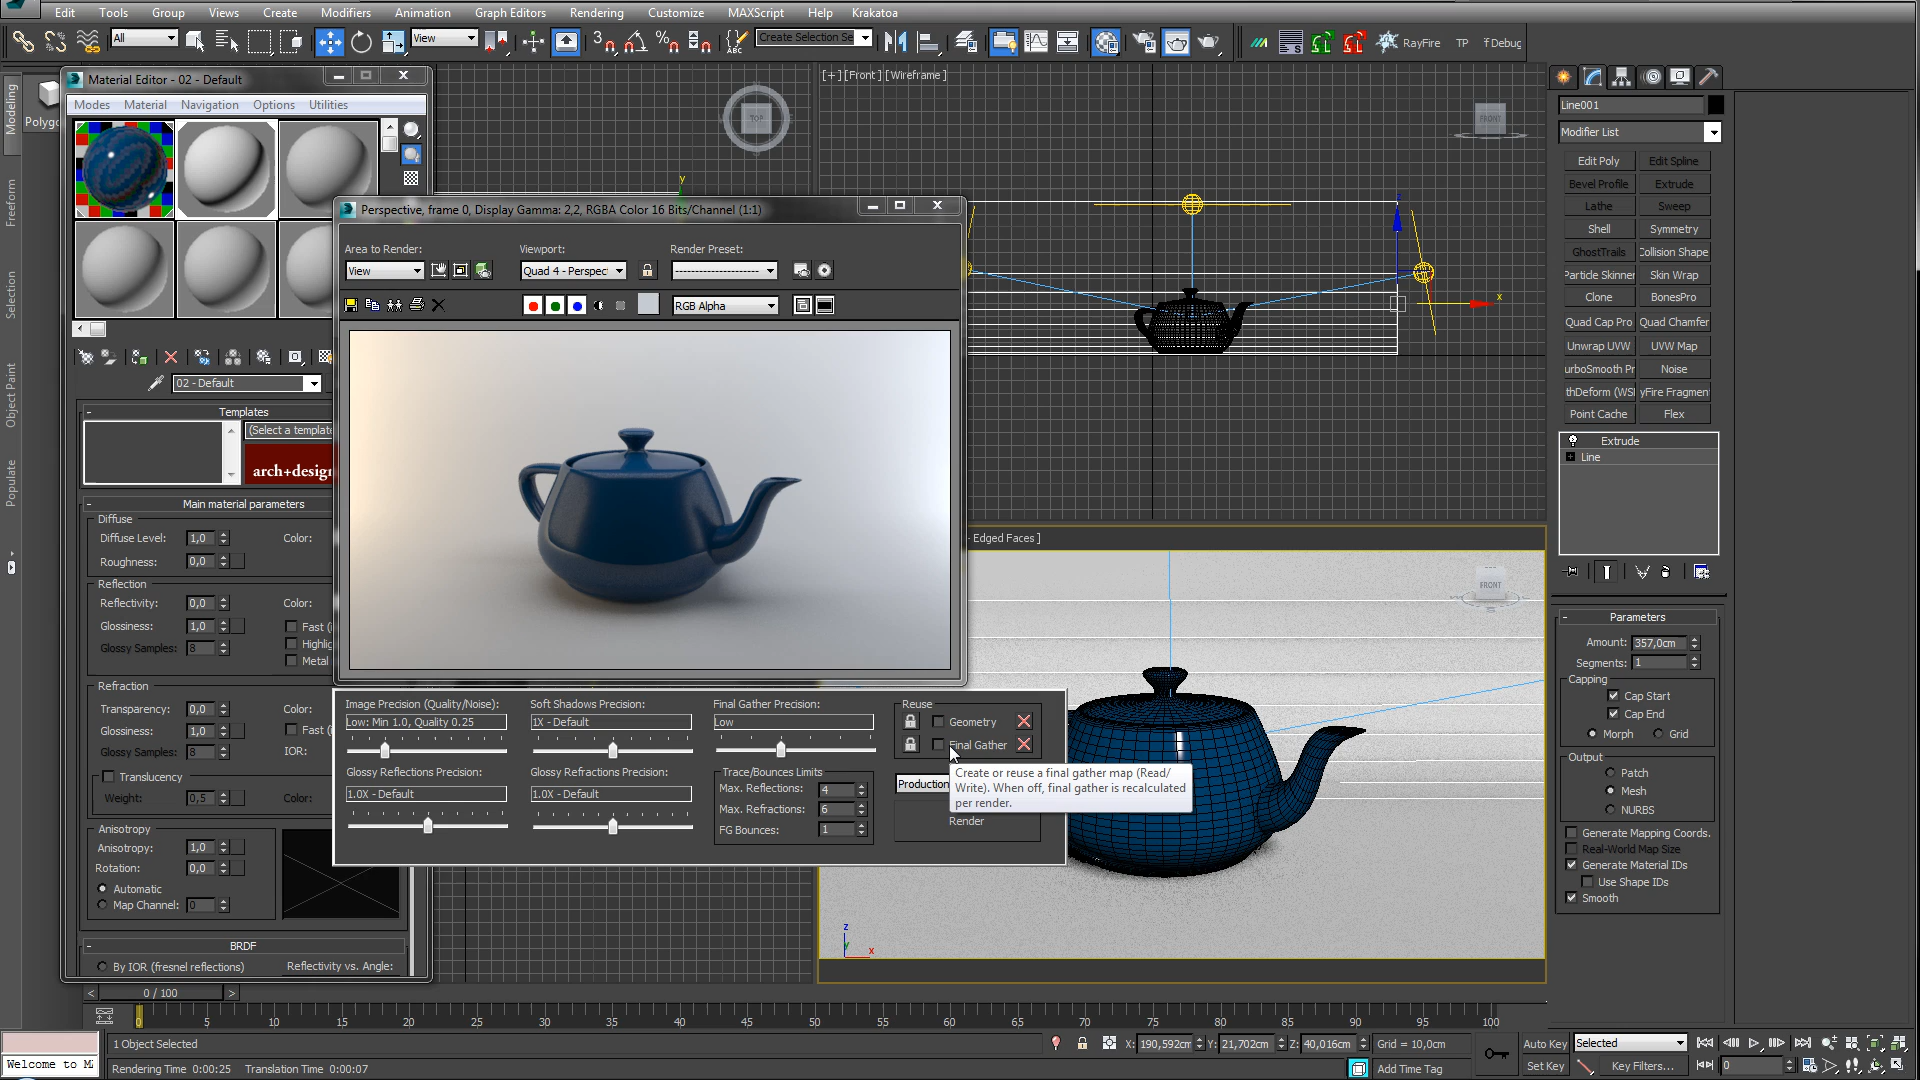 Edit Tools Group Views Create Modifiers Animation Graph Editors Rendering Customize MAXScript Help Krakatoa
All View Create Selection Se RayFire TP fDebug
Material Editor - 02 - Default
Modes Material Navigation Options Utilities
Modeling
Freeform
Selection
Object Paint
Populate
02 - Default
Templates
(Select a template
arch+design
Main material parameters
Diffuse
Diffuse Level: 1,0 Color:
Roughness: 0,0
Reflection
Reflectivity: 0,0 Color:
Glossiness: 1,0 Fast (i
Glossy Samples: 8 Highlig
Metal
Refraction
Transparency: 0,0 Color:
Glossiness: 1,0 Fast (i
Glossy Samples: 8 IOR:
Translucency
Weight: 0,5 Color:
Anisotropy
Anisotropy: 1,0
Rotation: 0,0
Automatic
Map Channel: 0
BRDF
By IOR (fresnel reflections) Reflectivity vs. Angle:
TOP
y
Perspective, frame 0, Display Gamma: 2,2, RGBA Color 16 Bits/Channel (1:1)
Area to Render: Viewport: Render Preset:
View Quad 4 - Perspec
RGB Alpha
Image Precision (Quality/Noise): Soft Shadows Precision: Final Gather Precision:
Low: Min 1.0, Quality 0.25 1X - Default Low
Glossy Reflections Precision: Glossy Refractions Precision: Trace/Bounces Limits
1.0X - Default 1.0X - Default
Max. Reflections: 4
Max. Refractions: 6
FG Bounces: 1
Reuse
Geometry
Final Gather
Production
Create or reuse a final gather map (Read/
Write). When off, final gather is recalculated
per render.
Render
[+] [Front] [Wireframe]
FRONT
x
- Edged Faces ]
FRONT
z
y
x
Line001
Modifier List
Edit Poly Edit Spline
Bevel Profile Extrude
Lathe Sweep
Shell Symmetry
GhostTrails Collision Shape
Particle Skinner Skin Wrap
Clone BonesPro
Quad Cap Pro Quad Chamfer
Unwrap UVW UVW Map
urboSmooth Pr Noise
thDeform (WSI yFire Fragmen
Point Cache Flex
Extrude
Line
Parameters
Amount: 357,0cm
Segments: 1
Capping
Cap Start
Cap End
Morph Grid
Output
Patch
Mesh
NURBS
Generate Mapping Coords.
Real-World Map Size
Generate Material IDs
Use Shape IDs
Smooth
< 0 / 100 >
0 5 10 15 20 25 30 35 40 45 50 55 60 65 70 75 80 85 90 95 100
1 Object Selected X: 190,592cm Y: 21,702cm Z: 40,016cm Grid = 10,0cm Auto Key Selected
Welcome to M Rendering Time 0:00:25 Translation Time 0:00:07 Add Time Tag Set Key Key Filters... 0